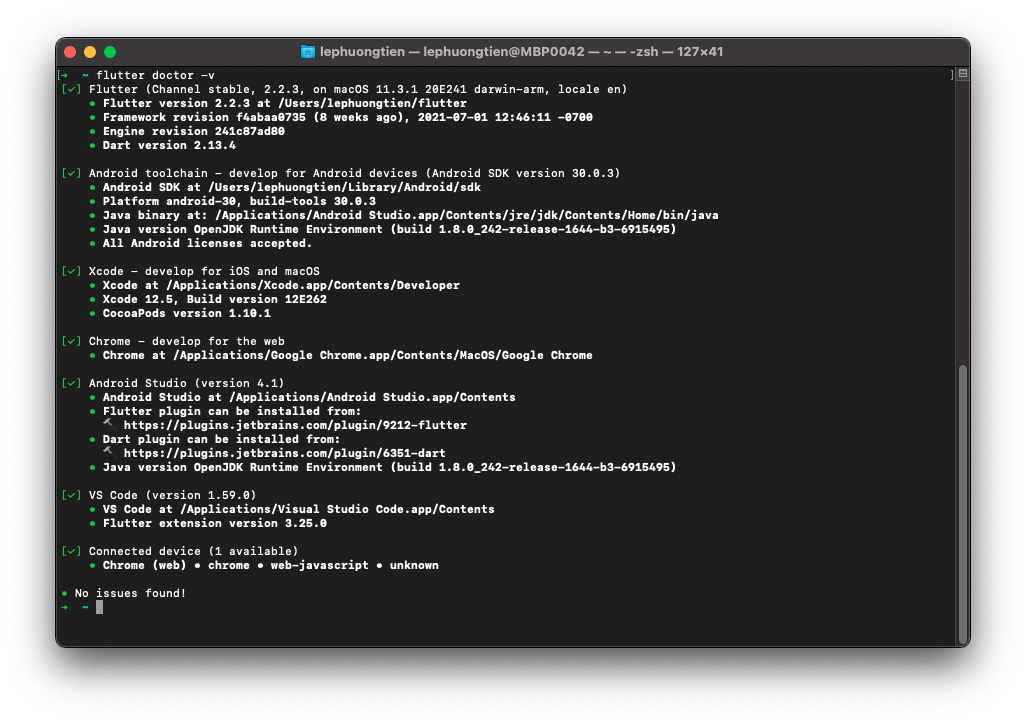 lephuongtien — lephuongtien@MBP0042 — ~ — -zsh — 127×41
[➜  ~ flutter doctor -v ]
[✓] Flutter (Channel stable, 2.2.3, on macOS 11.3.1 20E241 darwin-arm, locale en)
• Flutter version 2.2.3 at /Users/lephuongtien/flutter
• Framework revision f4abaa0735 (8 weeks ago), 2021-07-01 12:46:11 -0700
• Engine revision 241c87ad80
• Dart version 2.13.4
[✓] Android toolchain - develop for Android devices (Android SDK version 30.0.3)
• Android SDK at /Users/lephuongtien/Library/Android/sdk
• Platform android-30, build-tools 30.0.3
• Java binary at: /Applications/Android Studio.app/Contents/jre/jdk/Contents/Home/bin/java
• Java version OpenJDK Runtime Environment (build 1.8.0_242-release-1644-b3-6915495)
• All Android licenses accepted.
[✓] Xcode - develop for iOS and macOS
• Xcode at /Applications/Xcode.app/Contents/Developer
• Xcode 12.5, Build version 12E262
• CocoaPods version 1.10.1
[✓] Chrome - develop for the web
• Chrome at /Applications/Google Chrome.app/Contents/MacOS/Google Chrome
[✓] Android Studio (version 4.1)
• Android Studio at /Applications/Android Studio.app/Contents
• Flutter plugin can be installed from:
🔨 https://plugins.jetbrains.com/plugin/9212-flutter
• Dart plugin can be installed from:
🔨 https://plugins.jetbrains.com/plugin/6351-dart
• Java version OpenJDK Runtime Environment (build 1.8.0_242-release-1644-b3-6915495)
[✓] VS Code (version 1.59.0)
• VS Code at /Applications/Visual Studio Code.app/Contents
• Flutter extension version 3.25.0
[✓] Connected device (1 available)
• Chrome (web) • chrome • web-javascript • unknown
• No issues found!
➜  ~